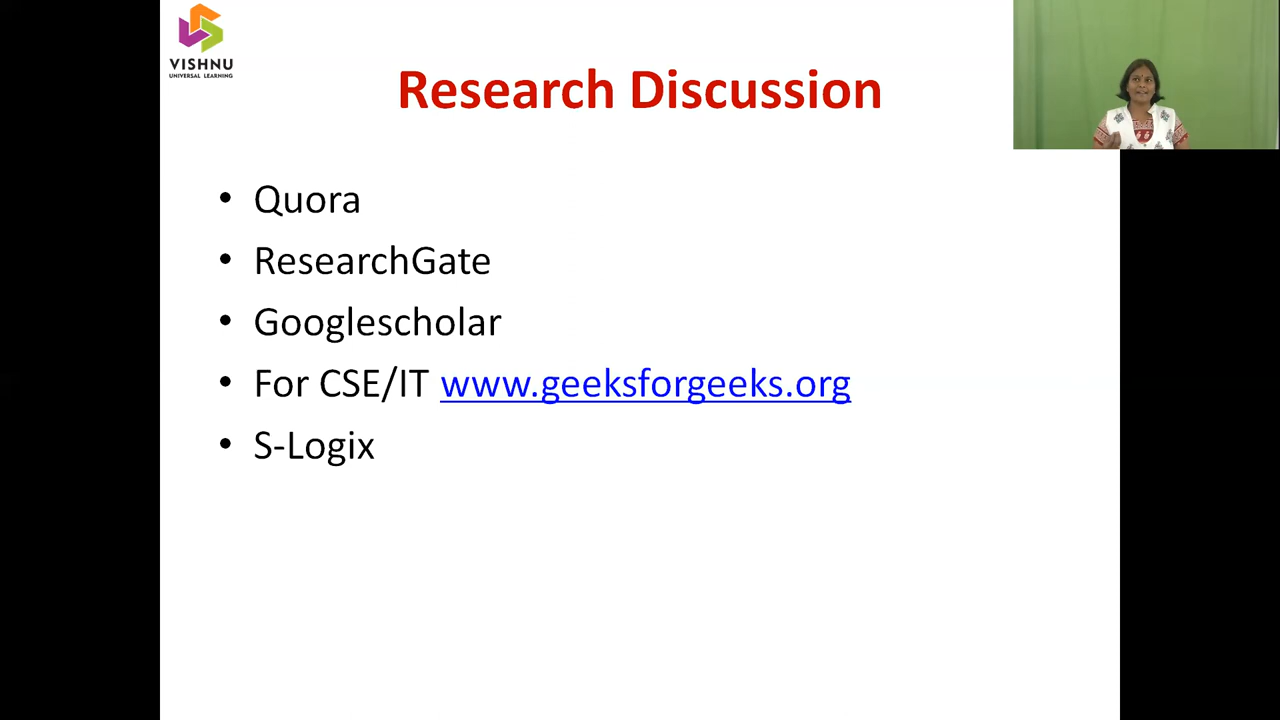 VISHNU
UNIVERSAL LEARNING
Research Discussion
• Quora
• ResearchGate
• Googlescholar
• For CSE/IT www.geeksforgeeks.org
• S-Logix